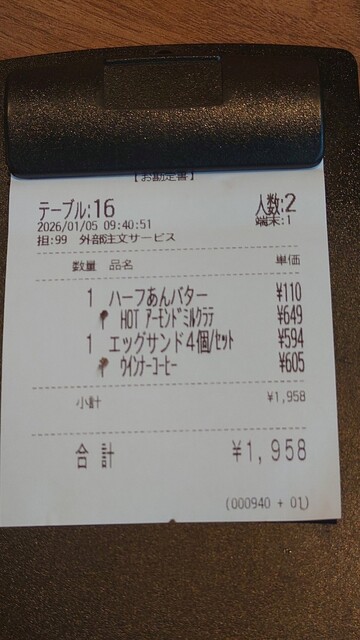 【お勘定書】
テーブル:16 人数:2
2026/01/05 09:40:51 端末:1
担:99 外部注文サービス
数量 品名 単価
1 ハーフあんバター ¥110
HOT アーモンドミルクラテ ¥649
1 エッグサンド4個/セット ¥594
ウインナーコーヒー ¥605
小計 ¥1,958
合計 ¥1,958
(000940 + 01)